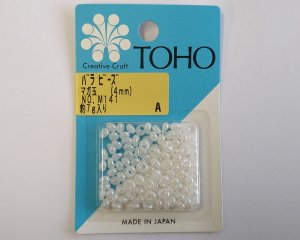 Creative Craft
TOHO
バラ ビーズ
マガ玉 (4mm)
NO. M141
約7g入り
A
MADE IN JAPAN